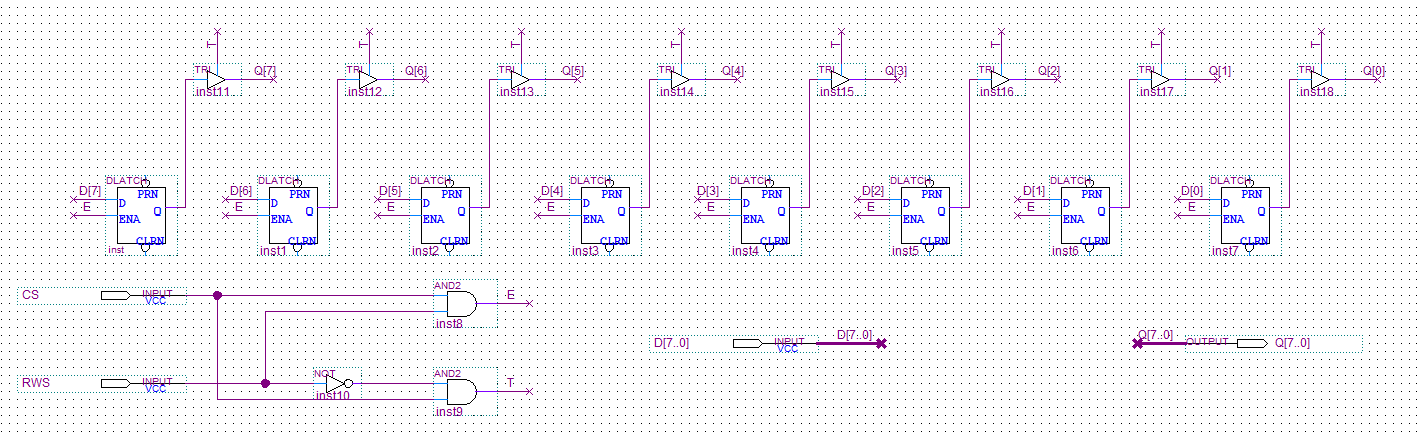 T T T T T T T T
TRI Q[7] TRI Q[6] TRI Q[5] TRI Q[4] TRI Q[3] TRI Q[2] TRI Q[1] TRI Q[0]
inst11 inst12 inst13 inst14 inst15 inst16 inst17 inst18
DLATCH DLATCH DLATCH DLATCH DLATCH DLATCH DLATCH DLATCH
D[7] PRN D[6] PRN D[5] PRN D[4] PRN D[3] PRN D[2] PRN D[1] PRN D[0] PRN
E D Q E D Q E D Q E D Q E D Q E D Q E D Q E D Q
ENA ENA ENA ENA ENA ENA ENA ENA
CLRN CLRN CLRN CLRN CLRN CLRN CLRN CLRN
inst inst1 inst2 inst3 inst4 inst5 inst6 inst7
CS INPUT VCC AND2 E
inst8
D[7..0] INPUT VCC D[7..0] Q[7..0] OUTPUT Q[7..0]
RWS INPUT VCC NOT AND2 T
inst10
inst9